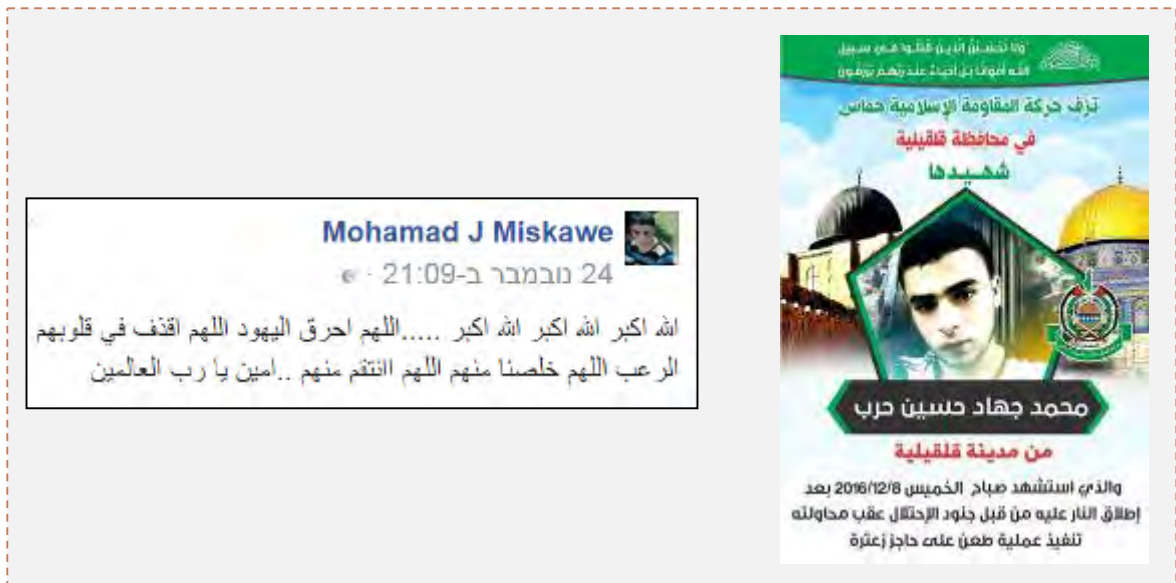 Mohamad J Miskawe
24 נובמבר ב-21:09
الله اكبر الله اكبر الله اكبر .....اللهم احرق اليهود اللهم اقذف في قلوبهم
الرعب اللهم خلصنا منهم اللهم اانتقم منهم ..امين يا رب العالمين
ولا تحسبن الذين قتلوا في سبيل
الله أمواتا بل أحياء عند ربهم يرزقون
تزف حركة المقاومة الإسلامية حماس
في محافظة قلقيلية
شهيدها
محمد جهاد حسين حرب
من مدينة قلقيلية
والذي استشهد صباح الخميس 2016/12/8 بعد
إطلاق النار عليه من قبل جنود الإحتلال عقب محاولته
تنفيذ عملية طعن على حاجز زعترة